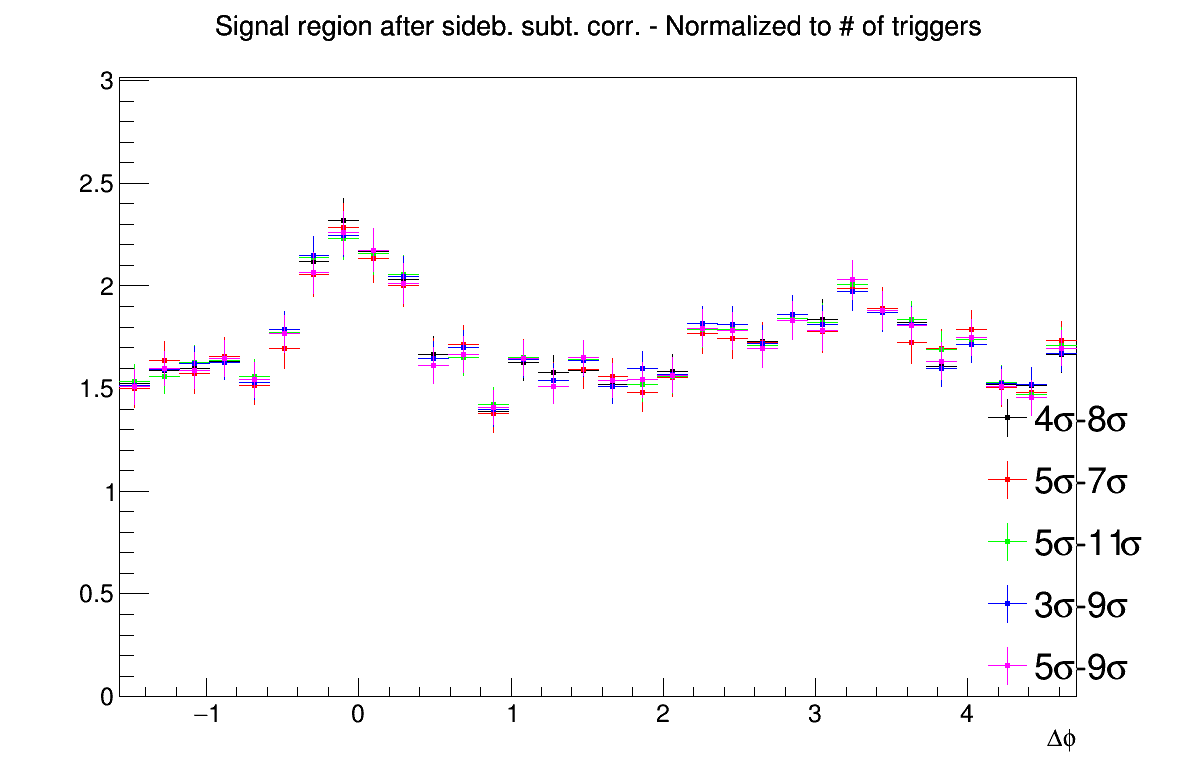 Signal region after sideb. subt. corr. - Normalized to # of triggers
3
2.5
2
1.5
1
0.5
0
4σ-8σ
5σ-7σ
5σ-11σ
3σ-9σ
5σ-9σ
−1 0 1 2 3 4
Δϕ